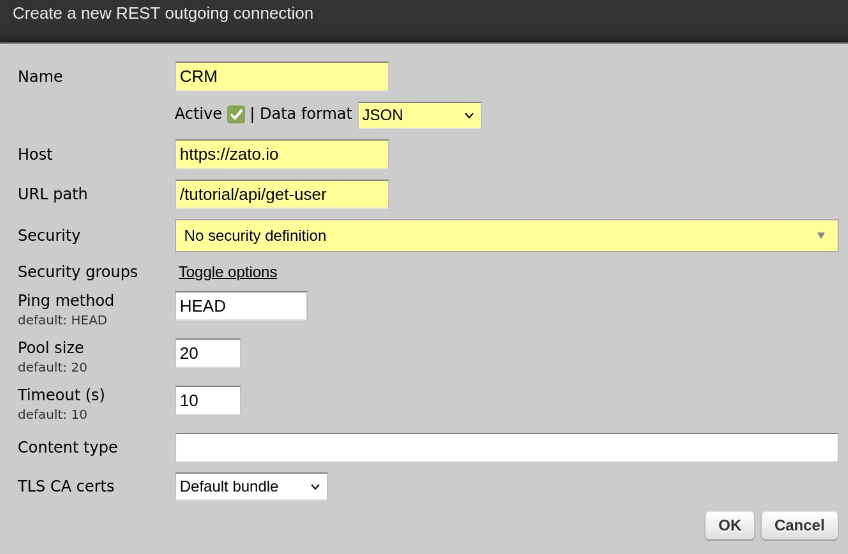 Create a new REST outgoing connection
Name CRM
Active | Data format JSON
Host https://zato.io
URL path /tutorial/api/get-user
Security No security definition
Security groups Toggle options
Ping method HEAD
default: HEAD
Pool size 20
default: 20
Timeout (s) 10
default: 10
Content type
TLS CA certs Default bundle
OK Cancel